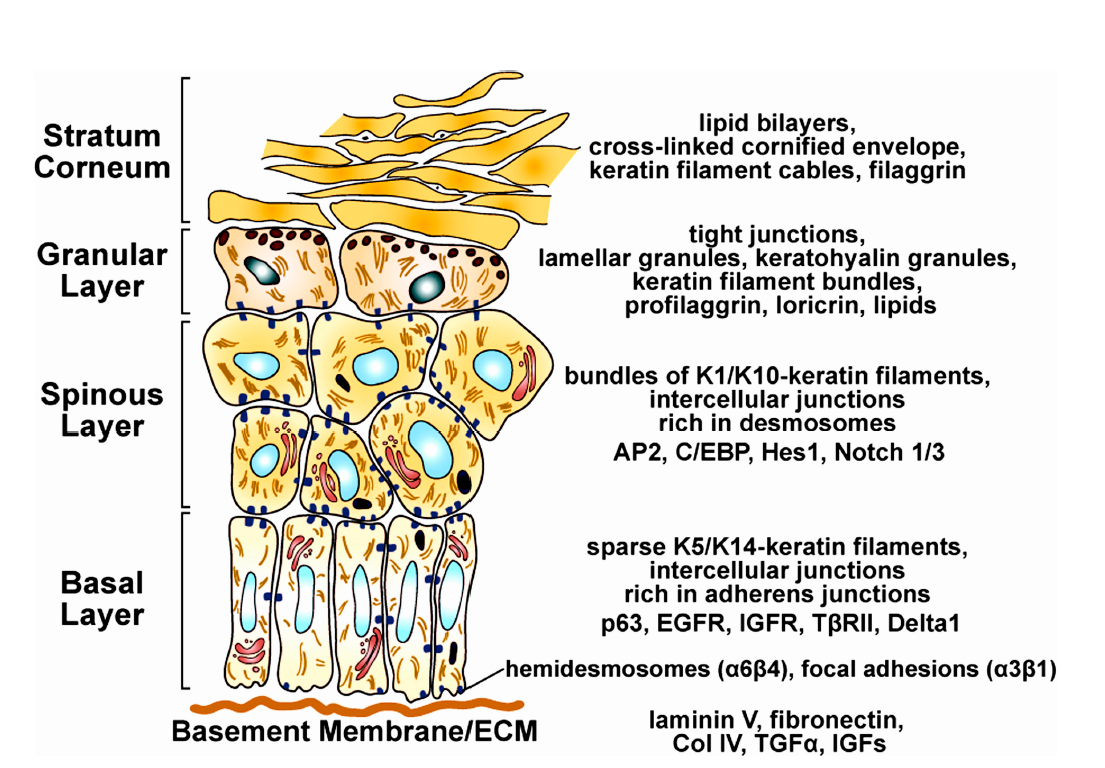 Stratum
Corneum
lipid bilayers,
cross-linked cornified envelope,
keratin filament cables, filaggrin
Granular
Layer
tight junctions,
lamellar granules, keratohyalin granules,
keratin filament bundles,
profilaggrin, loricrin, lipids
Spinous
Layer
bundles of K1/K10-keratin filaments,
intercellular junctions
rich in desmosomes
AP2, C/EBP, Hes1, Notch 1/3
Basal
Layer
sparse K5/K14-keratin filaments,
intercellular junctions
rich in adherens junctions
p63, EGFR, IGFR, TβRII, Delta1
hemidesmosomes (α6β4), focal adhesions (α3β1)
Basement Membrane/ECM
laminin V, fibronectin,
Col IV, TGFα, IGFs